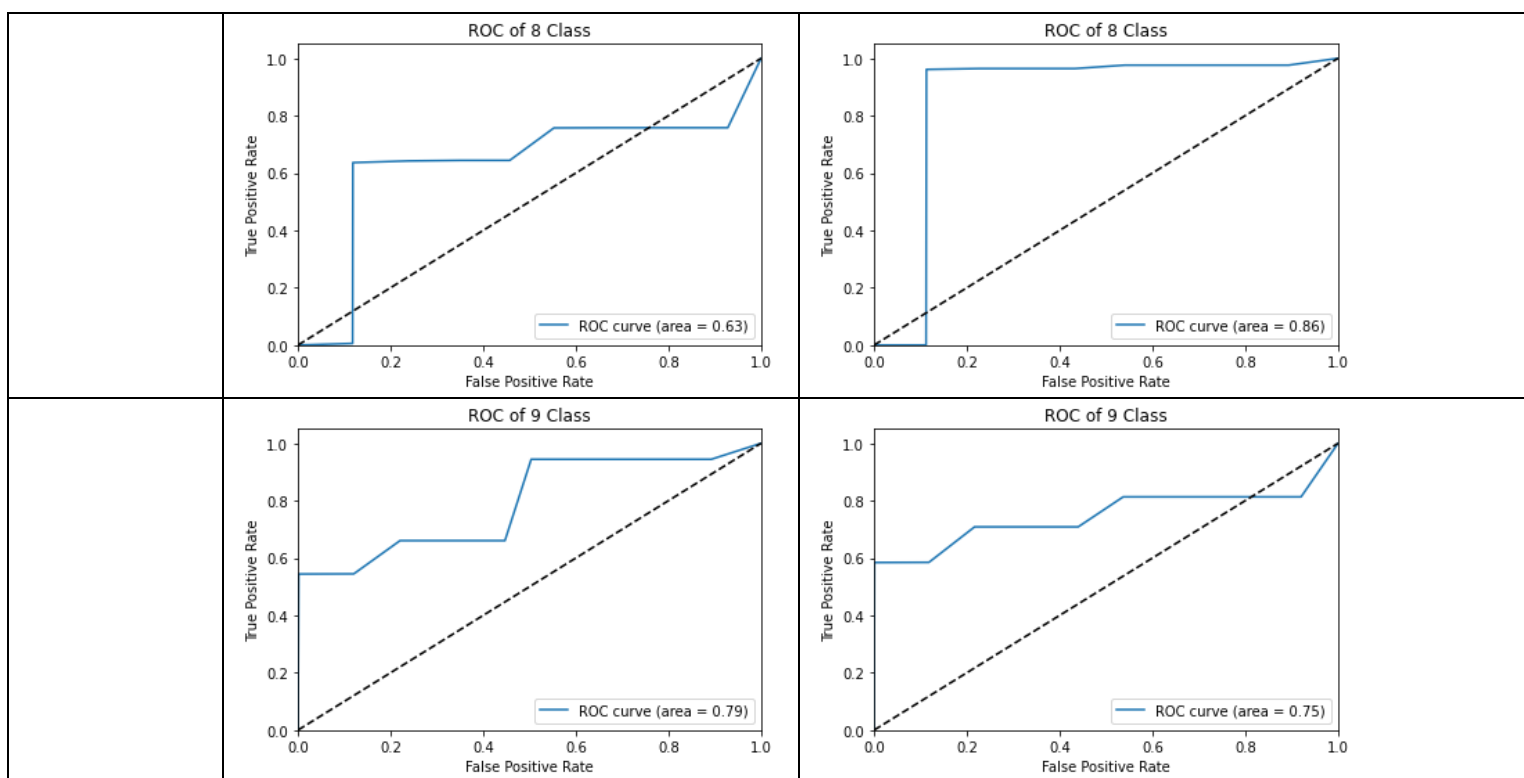 ROC of 8 Class
1.0
0.8
0.6
0.4
0.2
0.0
True Positive Rate
ROC curve (area = 0.63)
0.0 0.2 0.4 0.6 0.8 1.0
False Positive Rate
ROC of 8 Class
1.0
0.8
0.6
0.4
0.2
0.0
True Positive Rate
ROC curve (area = 0.86)
0.0 0.2 0.4 0.6 0.8 1.0
False Positive Rate
ROC of 9 Class
1.0
0.8
0.6
0.4
0.2
0.0
True Positive Rate
ROC curve (area = 0.79)
0.0 0.2 0.4 0.6 0.8 1.0
False Positive Rate
ROC of 9 Class
1.0
0.8
0.6
0.4
0.2
0.0
True Positive Rate
ROC curve (area = 0.75)
0.0 0.2 0.4 0.6 0.8 1.0
False Positive Rate